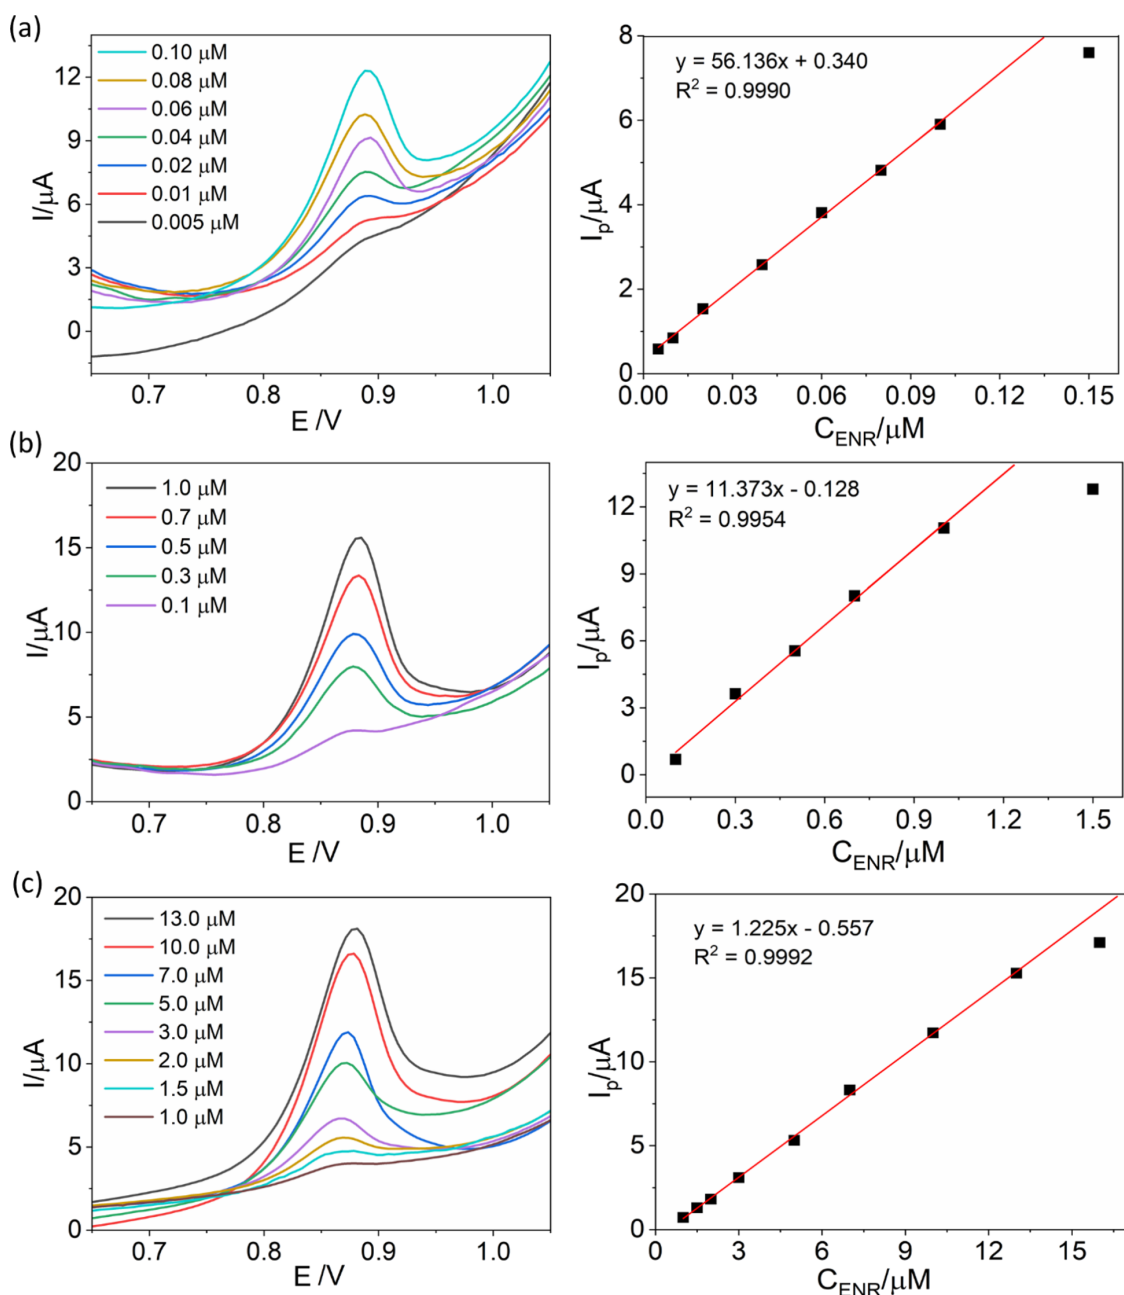 (a)
0.10 μM
0.08 μM
0.06 μM
0.04 μM
0.02 μM
0.01 μM
0.005 μM
12
9
6
3
0
I/μA
0.7 0.8 0.9 1.0
E /V
y = 56.136x + 0.340
R² = 0.9990
8
6
4
2
0
Iₚ/μA
0.00 0.03 0.06 0.09 0.12 0.15
C_ENR/μM
(b)
1.0 μM
0.7 μM
0.5 μM
0.3 μM
0.1 μM
20
15
10
5
0
I/μA
0.7 0.8 0.9 1.0
E /V
y = 11.373x - 0.128
R² = 0.9954
12
9
6
3
0
Iₚ/μA
0.0 0.3 0.6 0.9 1.2 1.5
C_ENR/μM
(c)
13.0 μM
10.0 μM
7.0 μM
5.0 μM
3.0 μM
2.0 μM
1.5 μM
1.0 μM
20
15
10
5
0
I/μA
0.7 0.8 0.9 1.0
E /V
y = 1.225x - 0.557
R² = 0.9992
20
15
10
5
0
Iₚ/μA
0 3 6 9 12 15
C_ENR/μM